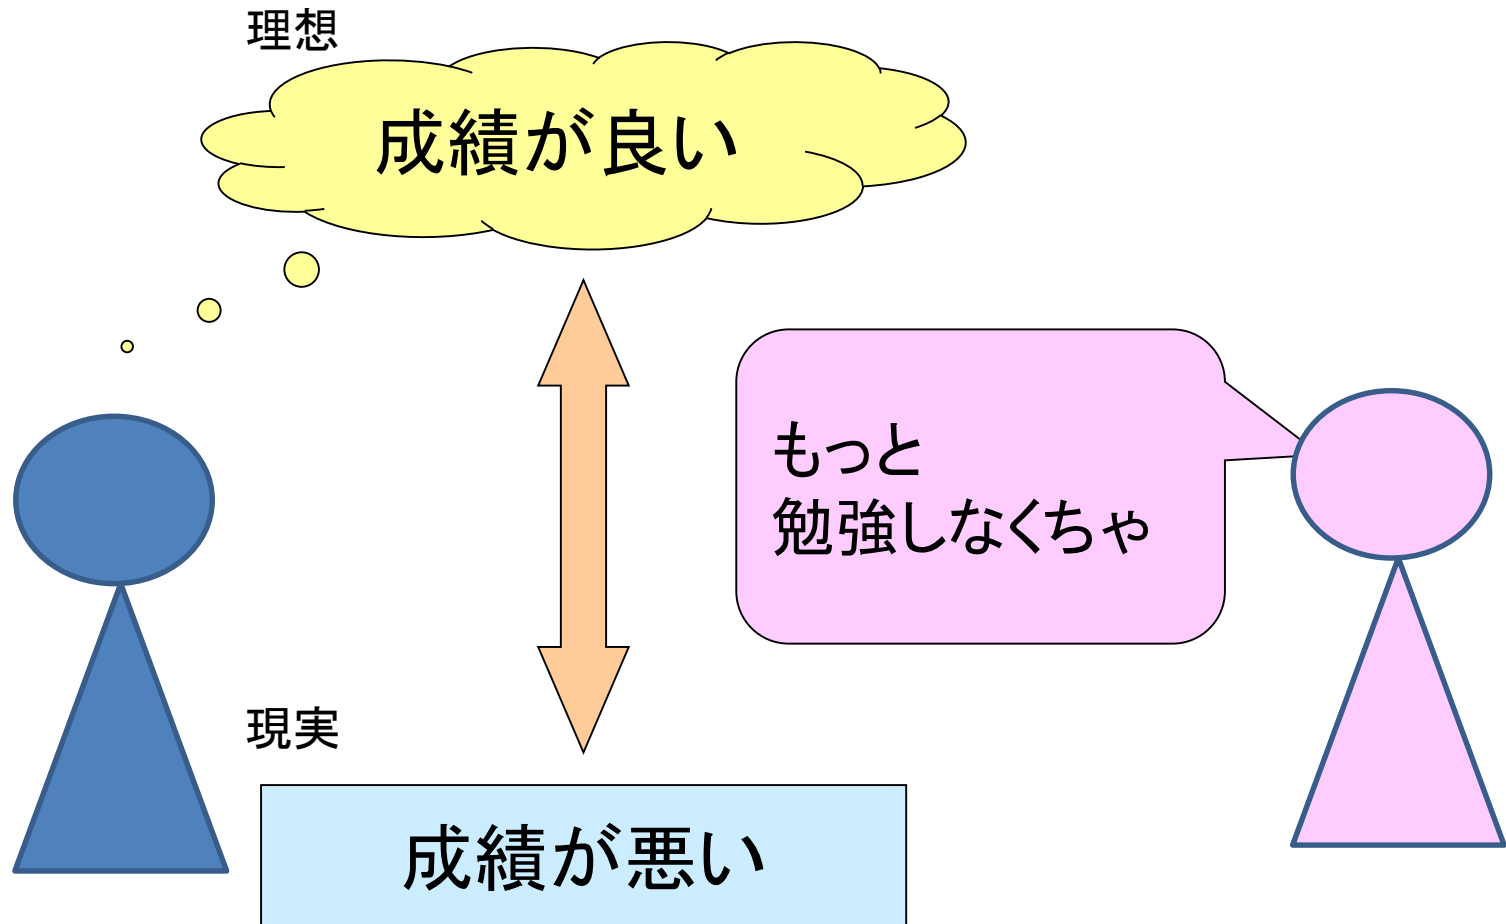 理想
成績が良い
もっと
勉強しなくちゃ
現実
成績が悪い